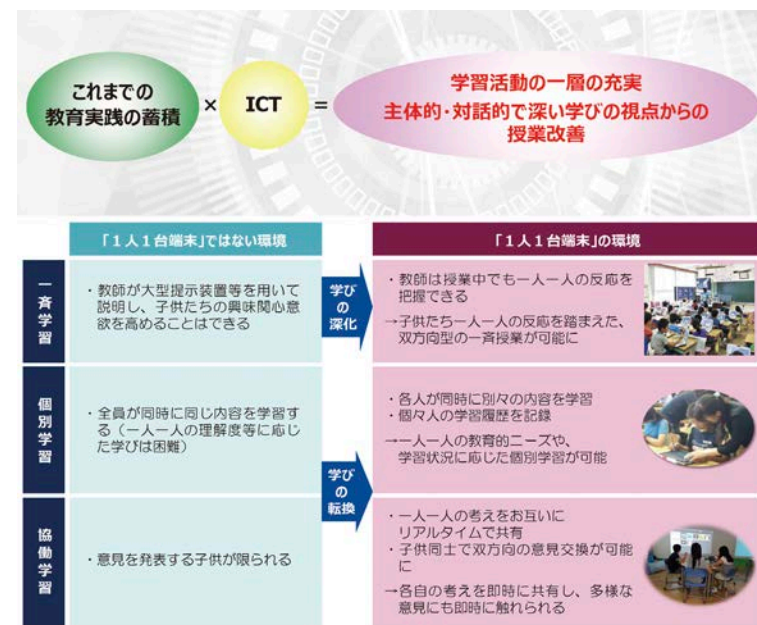 これまでの
教育実践の蓄積
×
ICT
=
学習活動の一層の充実
主体的・対話的で深い学びの視点からの
授業改善
「1人1台端末」ではない環境
「1人1台端末」の環境
一斉学習
・教師が大型提示装置等を用いて
説明し、子供たちの興味関心意
欲を高めることはできる
学び
の
深化
・教師は授業中でも一人一人の反応を
把握できる
→子供たち一人一人の反応を踏まえた、
双方向型の一斉授業が可能に
個別学習
・全員が同時に同じ内容を学習す
る（一人一人の理解度等に応じ
た学びは困難）
学び
の
転換
・各人が同時に別々の内容を学習
・個々人の学習履歴を記録
→一人一人の教育的ニーズや、
学習状況に応じた個別学習が可能
協働学習
・意見を発表する子供が限られる
・一人一人の考えをお互いに
リアルタイムで共有
・子供同士で双方向の意見交換が可能
に
→各自の考えを即時に共有し、多様な
意見にも即時に触れられる